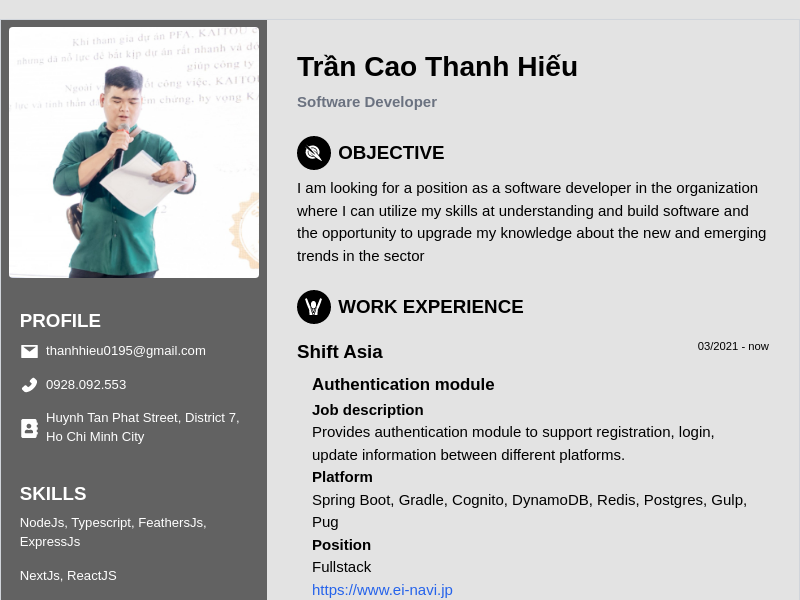 Khi tham gia dự án PFA, KAITOU c
nhưng đã nỗ lực để bắt kịp dự án rất nhanh và đó
giúp công ty
Ngoài
ốt công việc, KAITOU
lực và tinh thần
êm chứng, hy vọng K
PROFILE
thanhhieu0195@gmail.com
0928.092.553
Huynh Tan Phat Street, District 7,
Ho Chi Minh City
SKILLS
NodeJs, Typescript, FeathersJs,
ExpressJs
NextJs, ReactJS
Trần Cao Thanh Hiếu
Software Developer
OBJECTIVE
I am looking for a position as a software developer in the organization
where I can utilize my skills at understanding and build software and
the opportunity to upgrade my knowledge about the new and emerging
trends in the sector
WORK EXPERIENCE
Shift Asia
03/2021 - now
Authentication module
Job description
Provides authentication module to support registration, login,
update information between different platforms.
Platform
Spring Boot, Gradle, Cognito, DynamoDB, Redis, Postgres, Gulp,
Pug
Position
Fullstack
https://www.ei-navi.jp